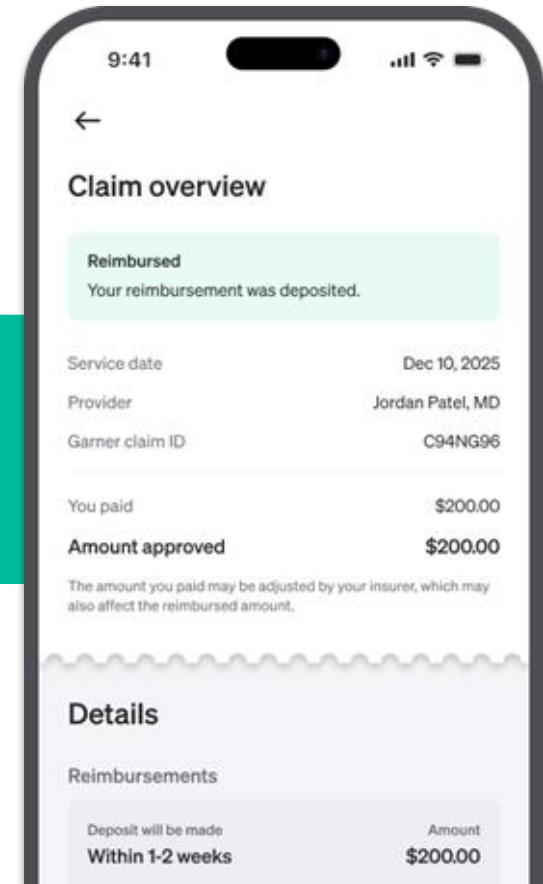 9:41
Claim overview
Reimbursed
Your reimbursement was deposited.
Service date Dec 10, 2025
Provider Jordan Patel, MD
Garner claim ID C94NG96
You paid $200.00
Amount approved $200.00
The amount you paid may be adjusted by your insurer, which may
also affect the reimbursed amount.
Details
Reimbursements
Deposit will be made Amount
Within 1-2 weeks $200.00